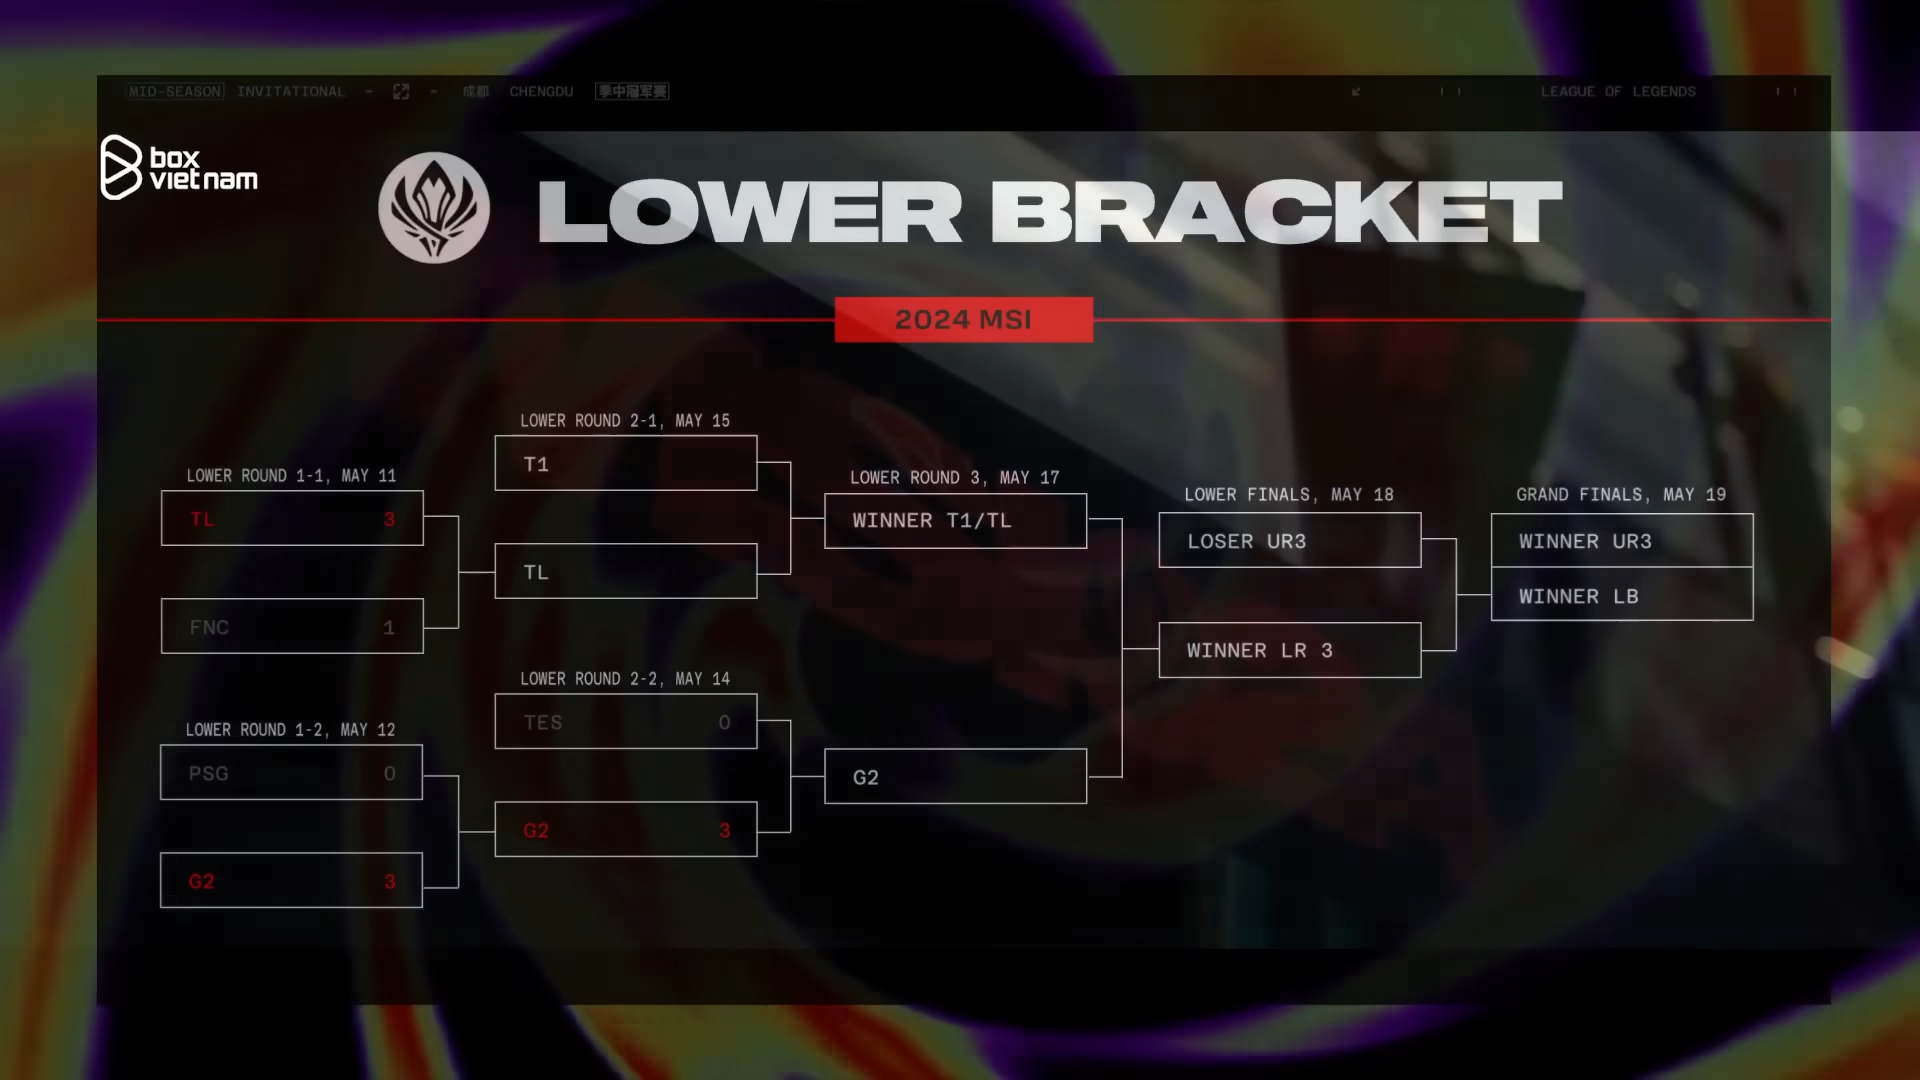 MID-SEASON INVITATIONAL - - 成都 CHENGDU 季中冠军赛 LEAGUE OF LEGENDS
box
vietnam
LOWER BRACKET
2024 MSI
LOWER ROUND 1-1, MAY 11
TL 3
FNC 1
LOWER ROUND 1-2, MAY 12
PSG 0
G2 3
LOWER ROUND 2-1, MAY 15
T1
TL
LOWER ROUND 2-2, MAY 14
TES 0
G2 3
LOWER ROUND 3, MAY 17
WINNER T1/TL
G2
LOWER FINALS, MAY 18
LOSER UR3
WINNER LR 3
GRAND FINALS, MAY 19
WINNER UR3
WINNER LB